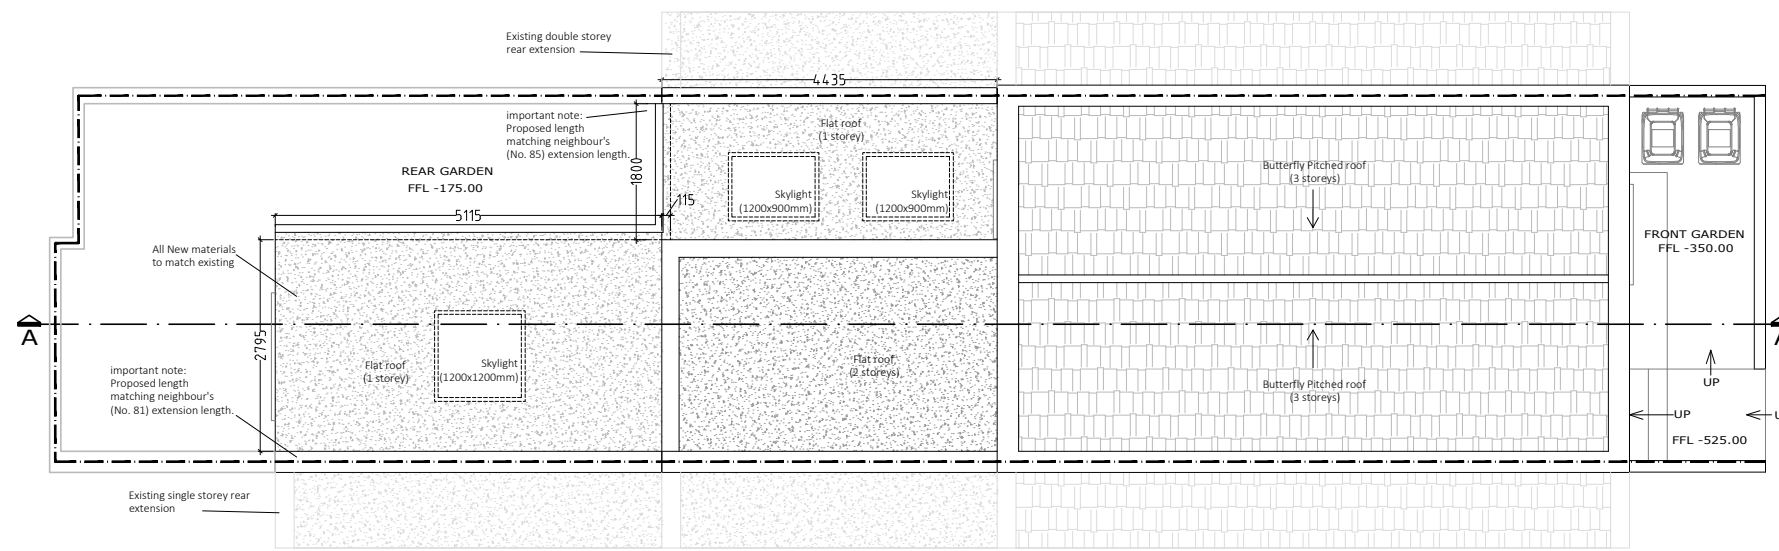 Existing double storey
rear extension
4435
important note:
Proposed length
matching neighbour's
(No. 85) extension length.
1800
Flat roof
(1 storey)
Skylight
(1200x900mm)
Skylight
(1200x900mm)
REAR GARDEN
FFL -175.00
5115
115
All New materials
to match existing
2795
A
important note:
Proposed length
matching neighbour's
(No. 81) extension length.
Flat roof
(1 storey)
Skylight
(1200x1200mm)
Flat roof
(2 storeys)
Butterfly Pitched roof
(3 storeys)
Butterfly Pitched roof
(3 storeys)
FRONT GARDEN
FFL -350.00
UP
UP
FFL -525.00
Existing single storey rear
extension